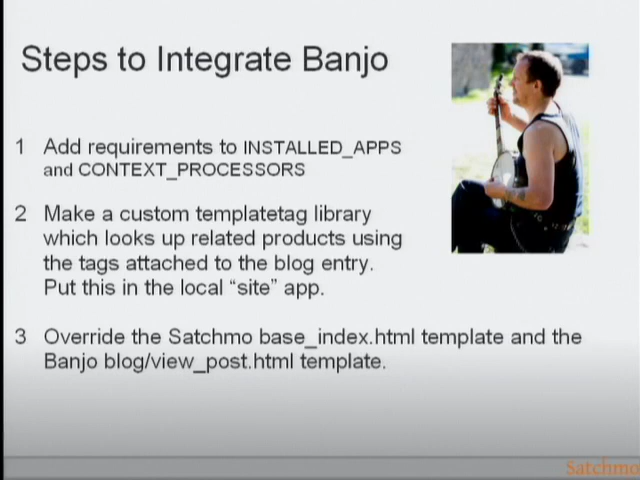 Steps to Integrate Banjo
1 Add requirements to INSTALLED_APPS
and CONTEXT_PROCESSORS
2 Make a custom templatetag library
which looks up related products using
the tags attached to the blog entry.
Put this in the local “site” app.
3 Override the Satchmo base_index.html template and the
Banjo blog/view_post.html template.
Satchmo